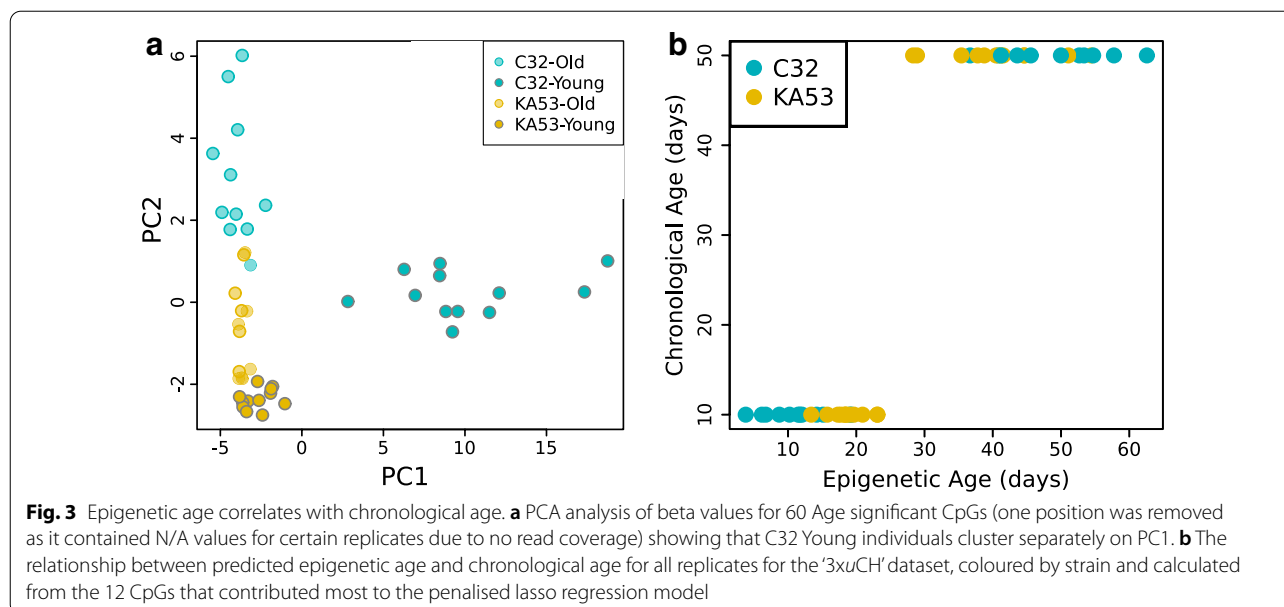 a
6
4
2
0
-2
PC2
-5 0 5 10 15
PC1
C32-Old
C32-Young
KA53-Old
KA53-Young
b
50
40
30
20
10
Chronological Age (days)
C32
KA53
10 20 30 40 50 60
Epigenetic Age (days)
Fig. 3 Epigenetic age correlates with chronological age. a PCA analysis of beta values for 60 Age significant CpGs (one position was removed
as it contained N/A values for certain replicates due to no read coverage) showing that C32 Young individuals cluster separately on PC1. b The
relationship between predicted epigenetic age and chronological age for all replicates for the ‘3xuCH’ dataset, coloured by strain and calculated
from the 12 CpGs that contributed most to the penalised lasso regression model